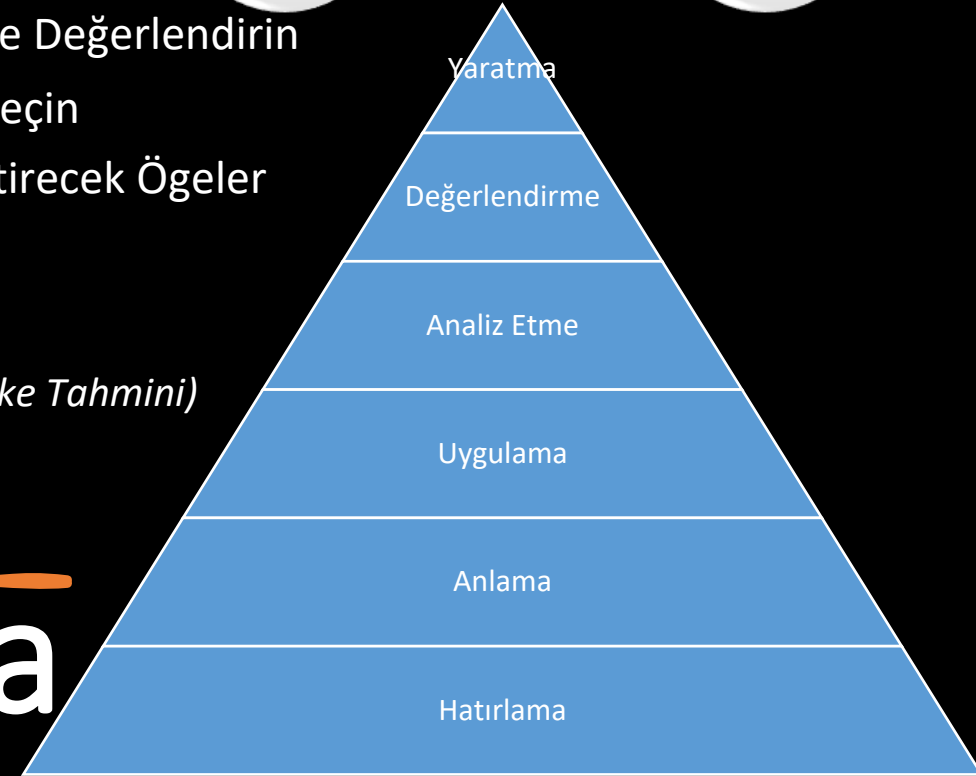 e Değerlendirin
eçin
tirecek Ögeler
ke Tahmini)
a
Yaratma
Değerlendirme
Analiz Etme
Uygulama
Anlama
Hatırlama